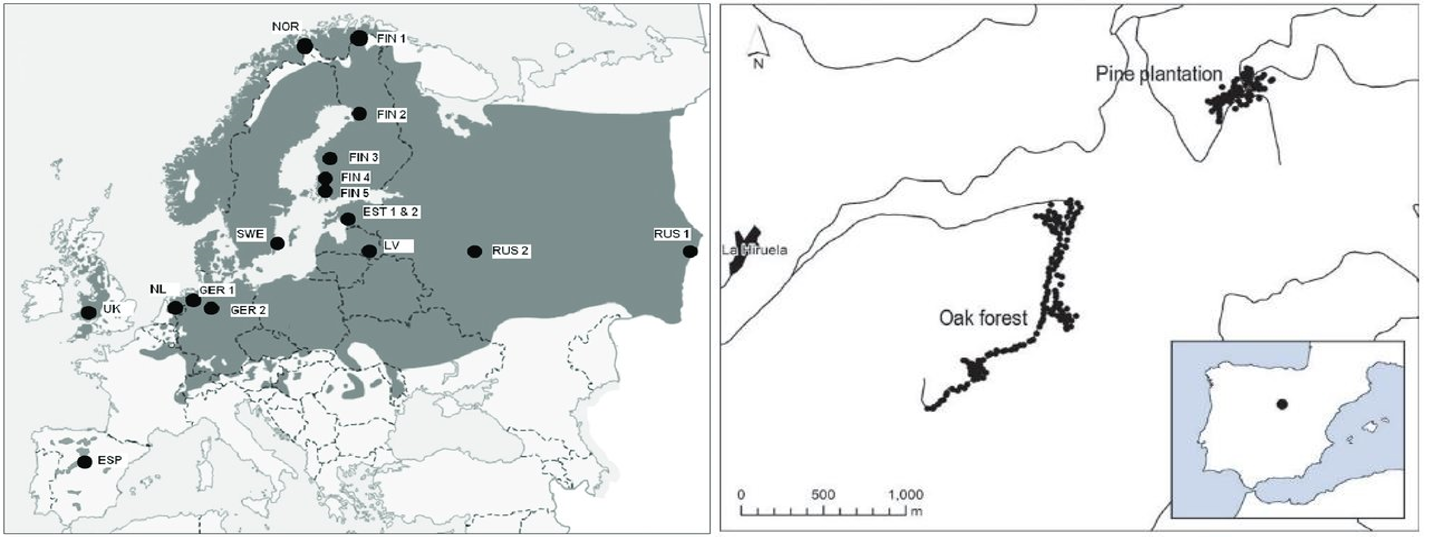 NOR
FIN 1
FIN 2
FIN 3
FIN 4
FIN 5
EST 1 & 2
SWE
LV
RUS 2
RUS 1
NL
GER 1
UK
GER 2
ESP
N
Pine plantation
La Hiruela
Oak forest
0 500 1,000
m